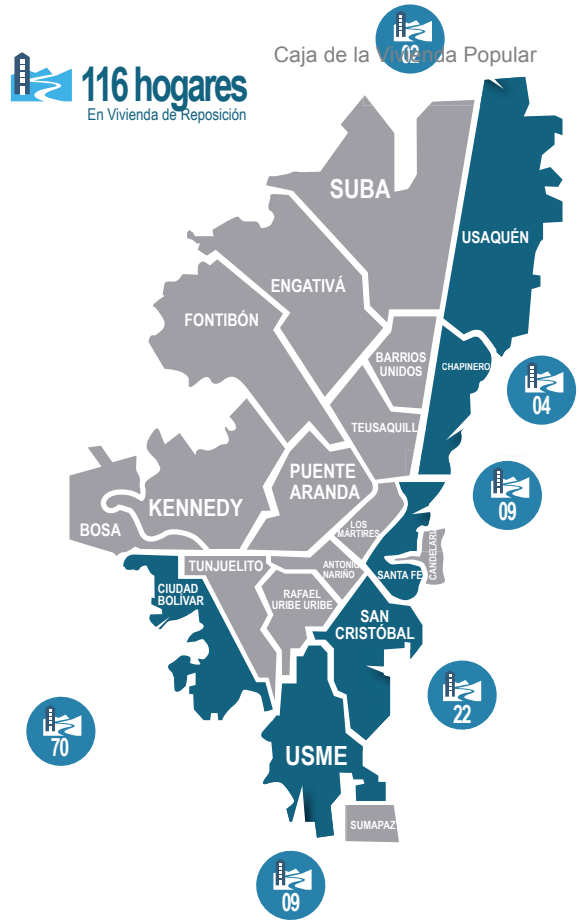 02
Caja de la Vivienda Popular
116 hogares
En Vivienda de Reposición
SUBA
USAQUÉN
ENGATIVÁ
FONTIBÓN
BARRIOS
UNIDOS
CHAPINERO
04
TEUSAQUILL
PUENTE
ARANDA
KENNEDY
09
BOSA
LOS
MÁRTIRES
CANDELARI
TUNJUELITO
ANTONIO
NARIÑO
SANTA FE
CIUDAD
BOLÍVAR
RAFAEL
URIBE URIBE
SAN
CRISTÓBAL
22
70
USME
SUMAPAZ
09